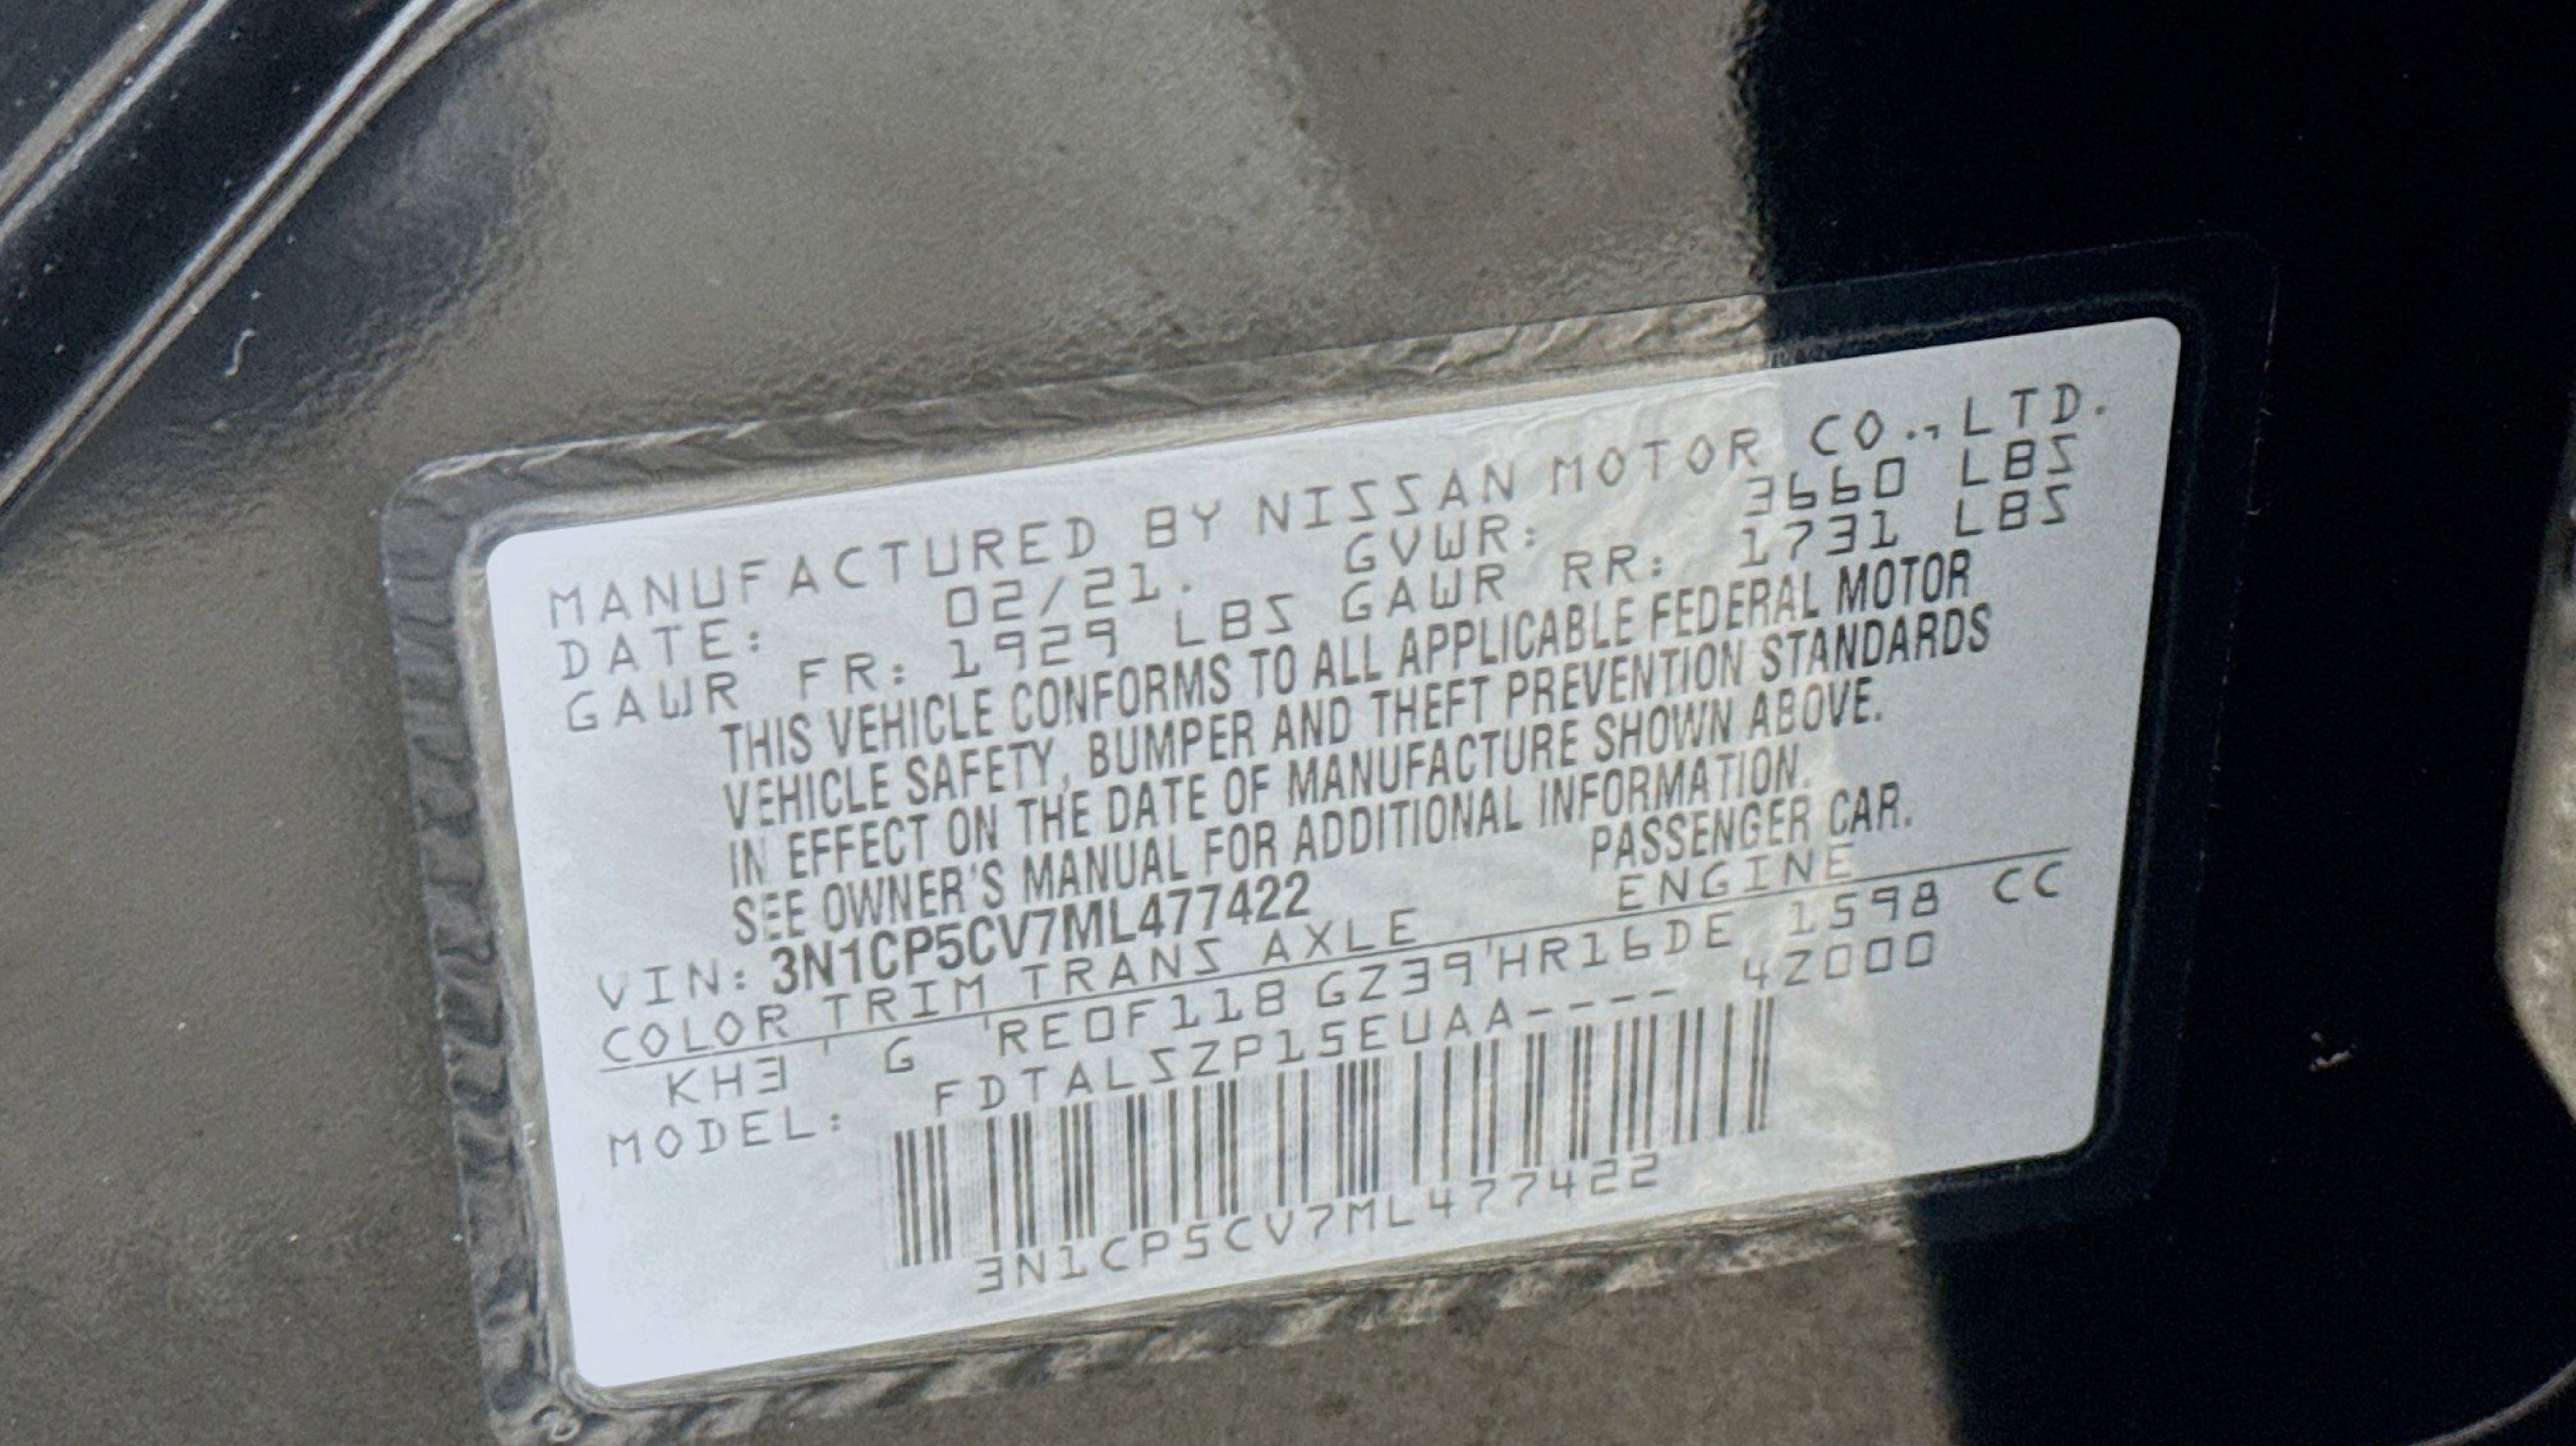 MANUFACTURED BY NISSAN MOTOR CO.,LTD.
DATE: 02/21. GVWR: 3660 LBS
GAWR FR: 1929 LBS GAWR RR: 1731 LBS
THIS VEHICLE CONFORMS TO ALL APPLICABLE FEDERAL MOTOR
VEHICLE SAFETY, BUMPER AND THEFT PREVENTION STANDARDS
IN EFFECT ON THE DATE OF MANUFACTURE SHOWN ABOVE.
SEE OWNER'S MANUAL FOR ADDITIONAL INFORMATION.
VIN: 3N1CP5CV7ML477422 PASSENGER CAR.
COLOR TRIM TRANS AXLE ENGINE
KH3 ' G 'RE0F11B GZ39'HR16DE 1598 CC
MODEL: FDTALSZP15EUAA---- 4Z000
3N1CP5CV7ML477422